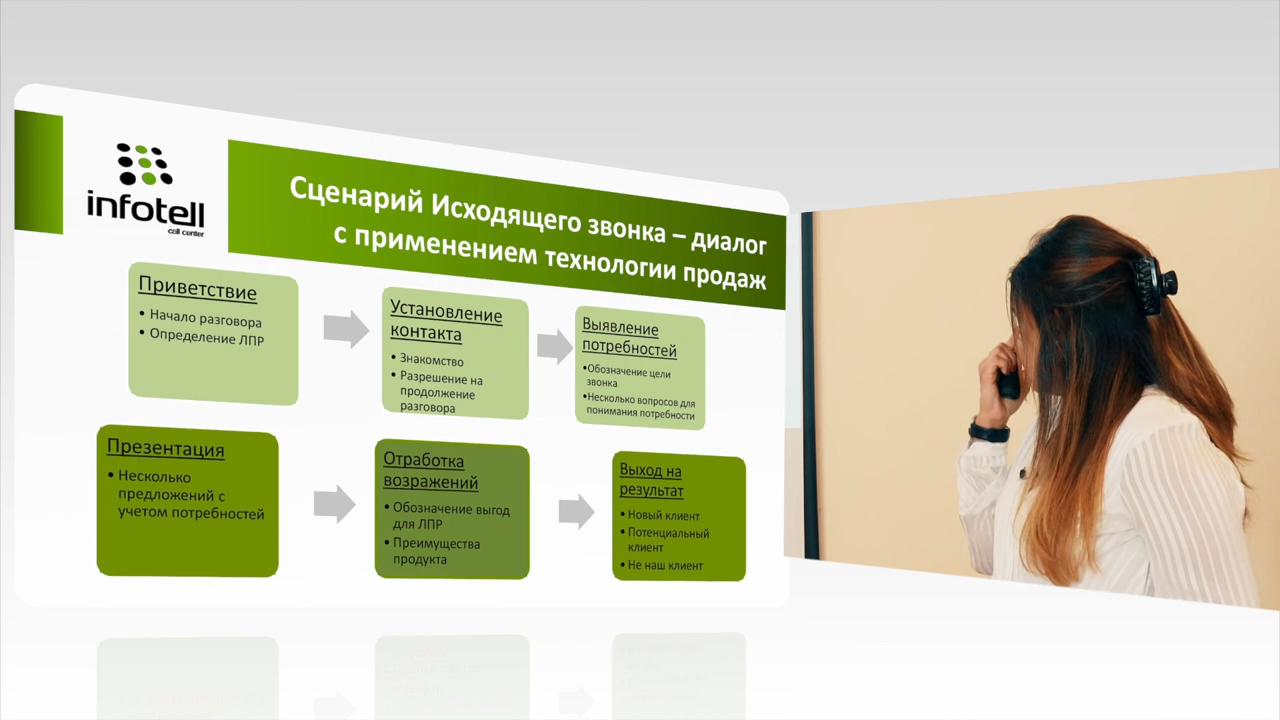 infotell
call center
Сценарий Исходящего звонка – диалог
с применением технологии продаж
Приветствие
• Начало разговора
• Определение ЛПР
Установление
контакта
• Знакомство
• Разрешение на
продолжение
разговора
Выявление
потребностей
•Обозначение цели
звонка
•Несколько вопросов для
понимания потребности
Презентация
• Несколько
предложений с
учетом потребностей
Отработка
возражений
• Обозначение выгод
для ЛПР
• Преимущества
продукта
Выход на
результат
• Новый клиент
• Потенциальный
клиент
• Не наш клиент